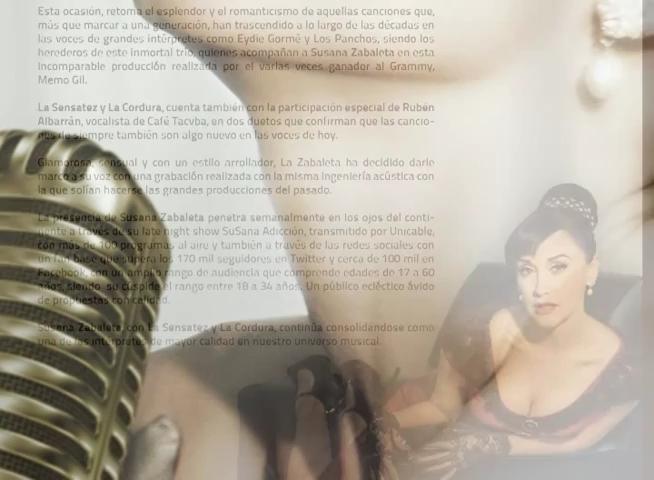 Esta ocasión, retoma el esplendor y el romanticismo de aquellas canciones que,
más que marcar a una generación, han trascendido a lo largo de las décadas en
las voces de grandes intérpretes como Eydie Gormé y Los Panchos, siendo los
herederos de este inmortal trío, quienes acompañan a Susana Zabaleta en esta
incomparable producción realizada por el varias veces ganador al Grammy,
Memo Gil.
La Sensatez y La Cordura, cuenta también con la participación especial de Rubén
Albarrán, vocalista de Café Tacvba, en dos duetos que confirman que las cancio-
nes de siempre también son algo nuevo en las voces de hoy.
Glamorosa, sensual y con un estilo arrollador, La Zabaleta ha decidido darle
marco a su voz con una grabación realizada con la misma ingeniería acústica con
la que solían hacerse las grandes producciones del pasado.
La presencia de Susana Zabaleta penetra semanalmente en los ojos del conti-
nente a través de su late night show SuSana Adicción, transmitido por Unicable,
con más de 100 programas al aire y también a través de las redes sociales con
un fan base que supera los 170 mil seguidores en Twitter y cerca de 100 mil en
Facebook, con un amplio rango de audiencia que comprende edades de 17 a 60
años, siendo su cúspide el rango entre 18 a 34 años. Un público ecléctico ávido
de propuestas con calidad.
Susana Zabaleta, con La Sensatez y La Cordura, continúa consolidándose como
una de las intérpretes de mayor calidad en nuestro universo musical.